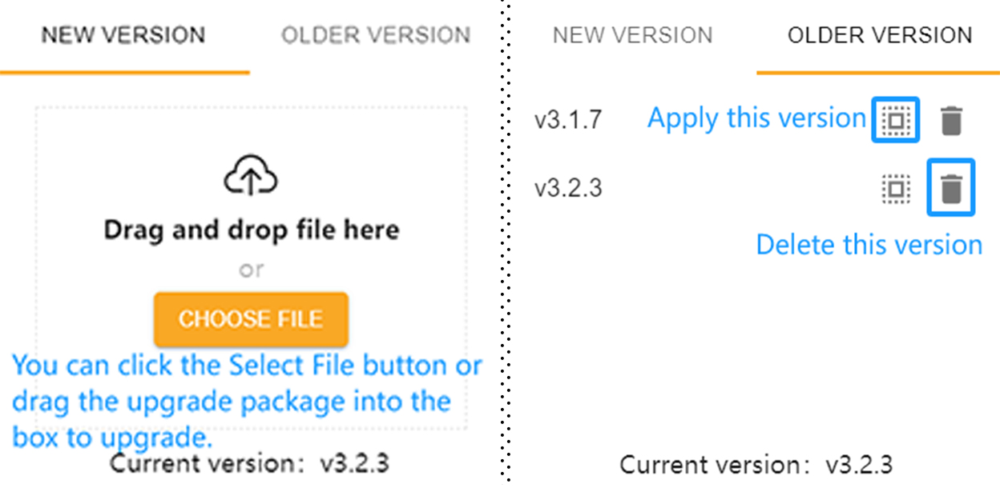 NEW VERSION
OLDER VERSION
Drag and drop file here
or
CHOOSE FILE
You can click the Select File button or
drag the upgrade package into the
box to upgrade.
Current version: v3.2.3
NEW VERSION
OLDER VERSION
v3.1.7
Apply this version
v3.2.3
Delete this version
Current version: v3.2.3